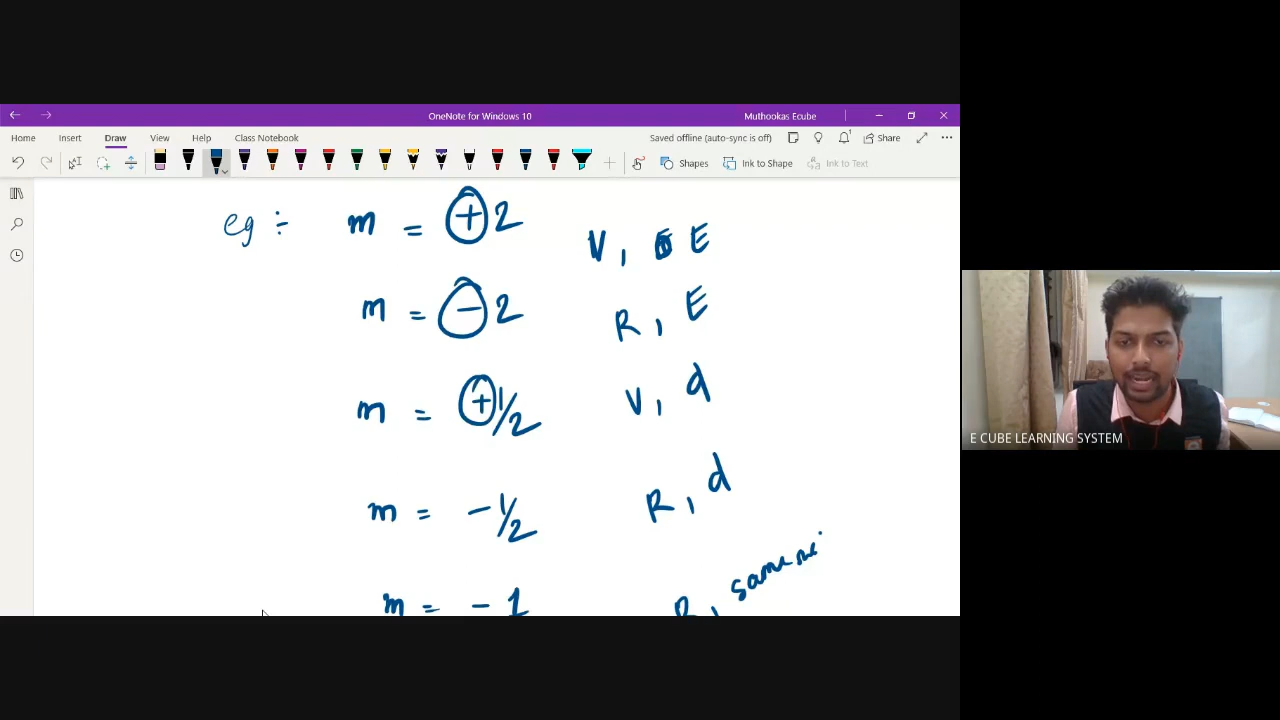 OneNote for Windows 10
Muthookas Ecube
Home Insert Draw View Help Class Notebook
Saved offline (auto-sync is off)
Share
Shapes
Ink to Shape
Ink to Text
eg ÷ m = +2 V, E
m = -2 R, E
m = +1/2 V, d
m = -1/2 R, d
m = -1 R, same
E CUBE LEARNING SYSTEM